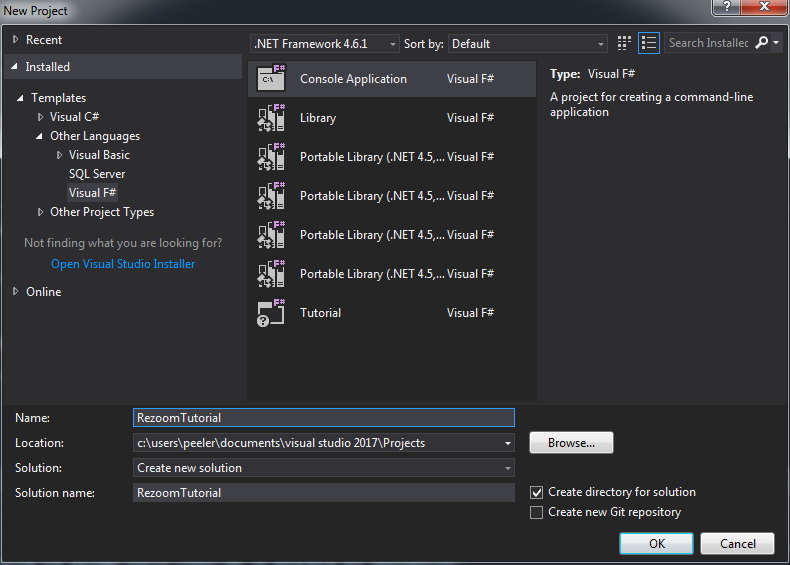 New Project
Recent
.NET Framework 4.6.1 Sort by: Default Search Installec
Installed
Templates
Visual C#
Other Languages
Visual Basic
SQL Server
Visual F#
Other Project Types
Not finding what you are looking for?
Open Visual Studio Installer
Online
Console Application Visual F#
Library Visual F#
Portable Library (.NET 4.5,... Visual F#
Portable Library (.NET 4.5,... Visual F#
Portable Library (.NET 4.5,... Visual F#
Portable Library (.NET 4.5,... Visual F#
Tutorial Visual F#
Type: Visual F#
A project for creating a command-line
application
Name: RezoomTutorial
Location: c:\users\peeler\documents\visual studio 2017\Projects Browse...
Solution: Create new solution
Solution name: RezoomTutorial
Create directory for solution
Create new Git repository
OK Cancel